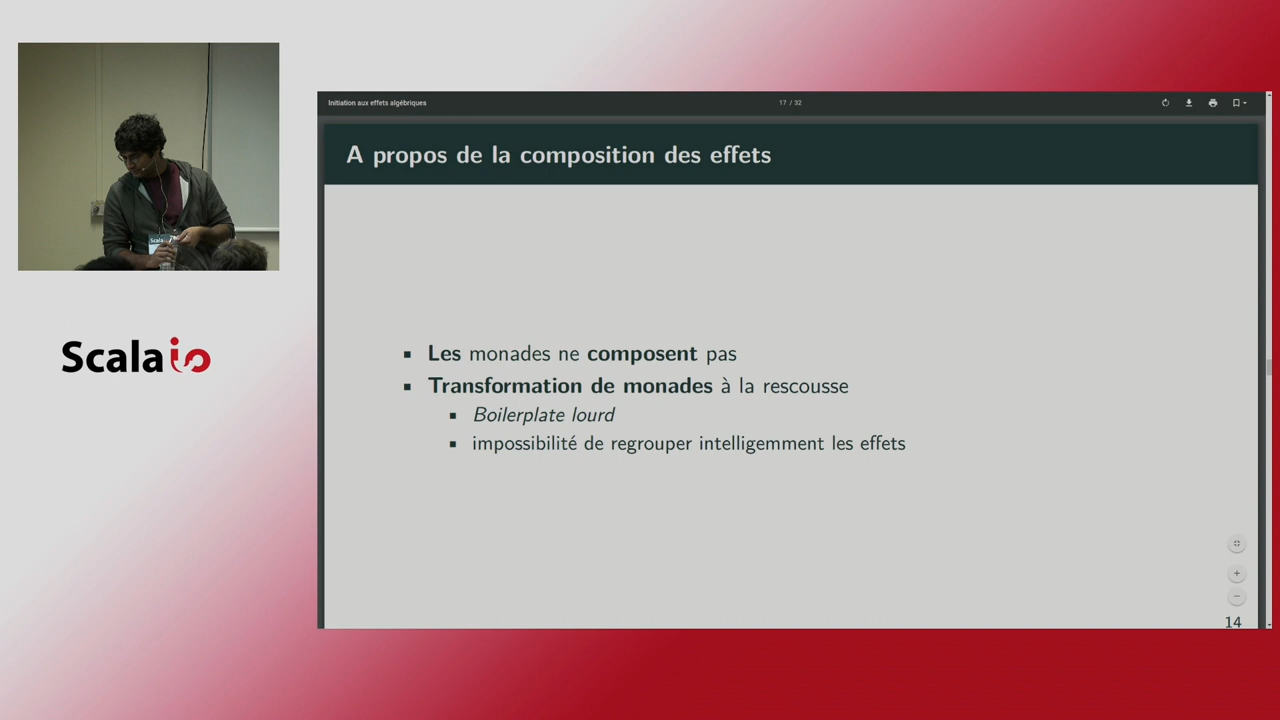 Initiation aux effets algébriques
17 / 32
A propos de la composition des effets
Scala
Scalaio
Les monades ne composent pas
Transformation de monades à la rescousse
Boilerplate lourd
impossibilité de regrouper intelligemment les effets
14